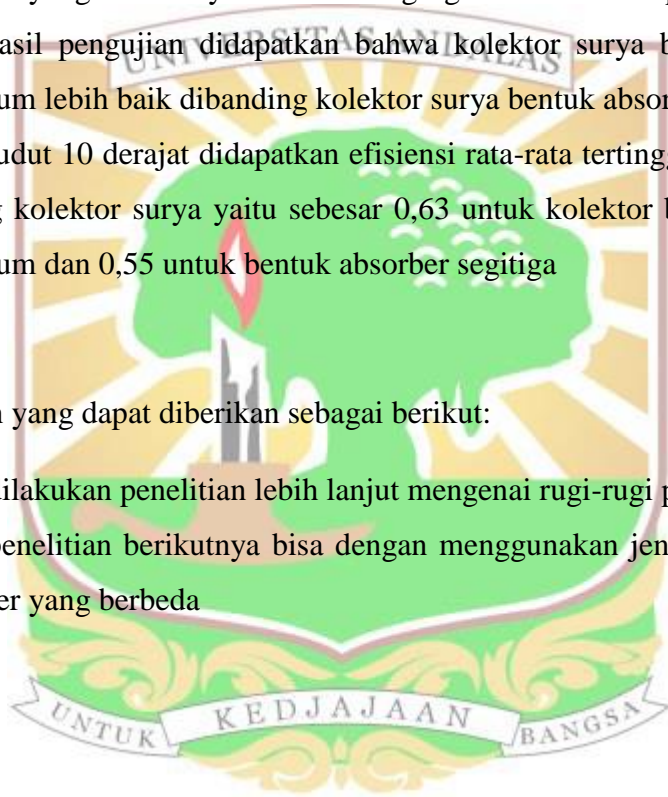 UNIVERSITAS ANDALAS
asil pengujian didapatkan bahwa kolektor surya b
um lebih baik dibanding kolektor surya bentuk absor
udut 10 derajat didapatkan efisiensi rata-rata tertingg
g kolektor surya yaitu sebesar 0,63 untuk kolektor b
um dan 0,55 untuk bentuk absorber segitiga
n yang dapat diberikan sebagai berikut:
dilakukan penelitian lebih lanjut mengenai rugi-rugi p
penelitian berikutnya bisa dengan menggunakan jen
er yang berbeda
UNTUK KEDJAJAAN BANGSA